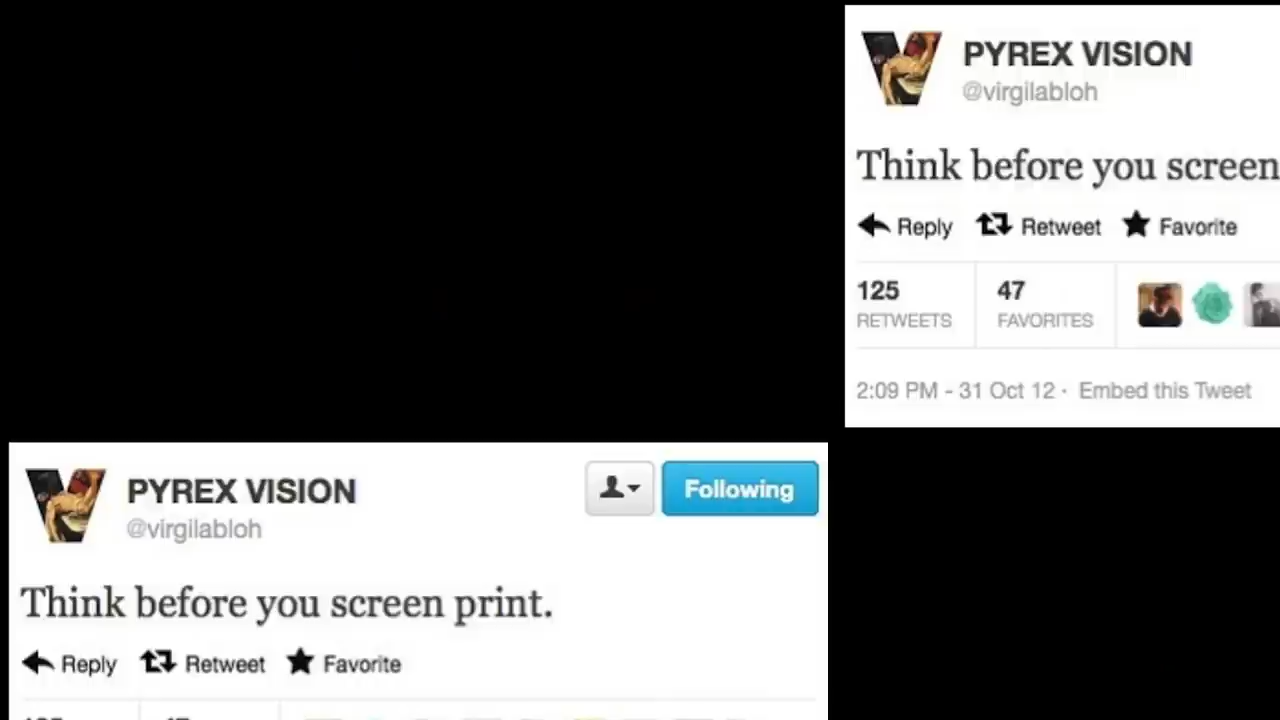 PYREX VISION
@virgilabloh
Think before you screen
Reply Retweet Favorite
125 47
RETWEETS FAVORITES
2:09 PM - 31 Oct 12 · Embed this Tweet
PYREX VISION
@virgilabloh
Following
Think before you screen print.
Reply Retweet Favorite